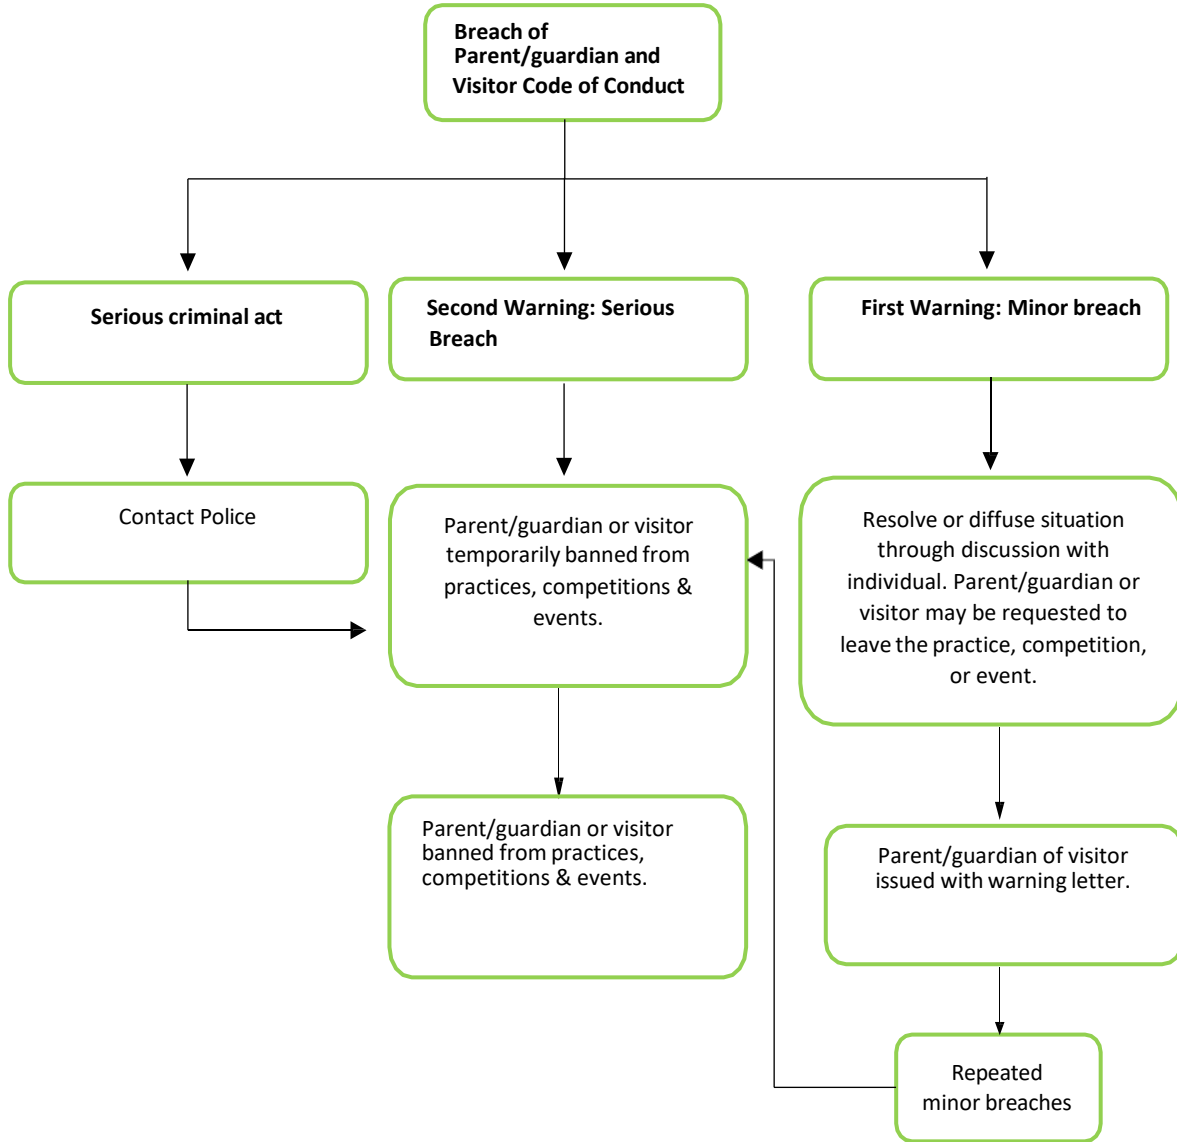 Breach of
Parent/guardian and
Visitor Code of Conduct
Serious criminal act
Second Warning: Serious
Breach
First Warning: Minor breach
Contact Police
Parent/guardian or visitor
temporarily banned from
practices, competitions &
events.
Resolve or diffuse situation
through discussion with
individual. Parent/guardian or
visitor may be requested to
leave the practice, competition,
or event.
Parent/guardian or visitor
banned from practices,
competitions & events.
Parent/guardian of visitor
issued with warning letter.
Repeated
minor breaches